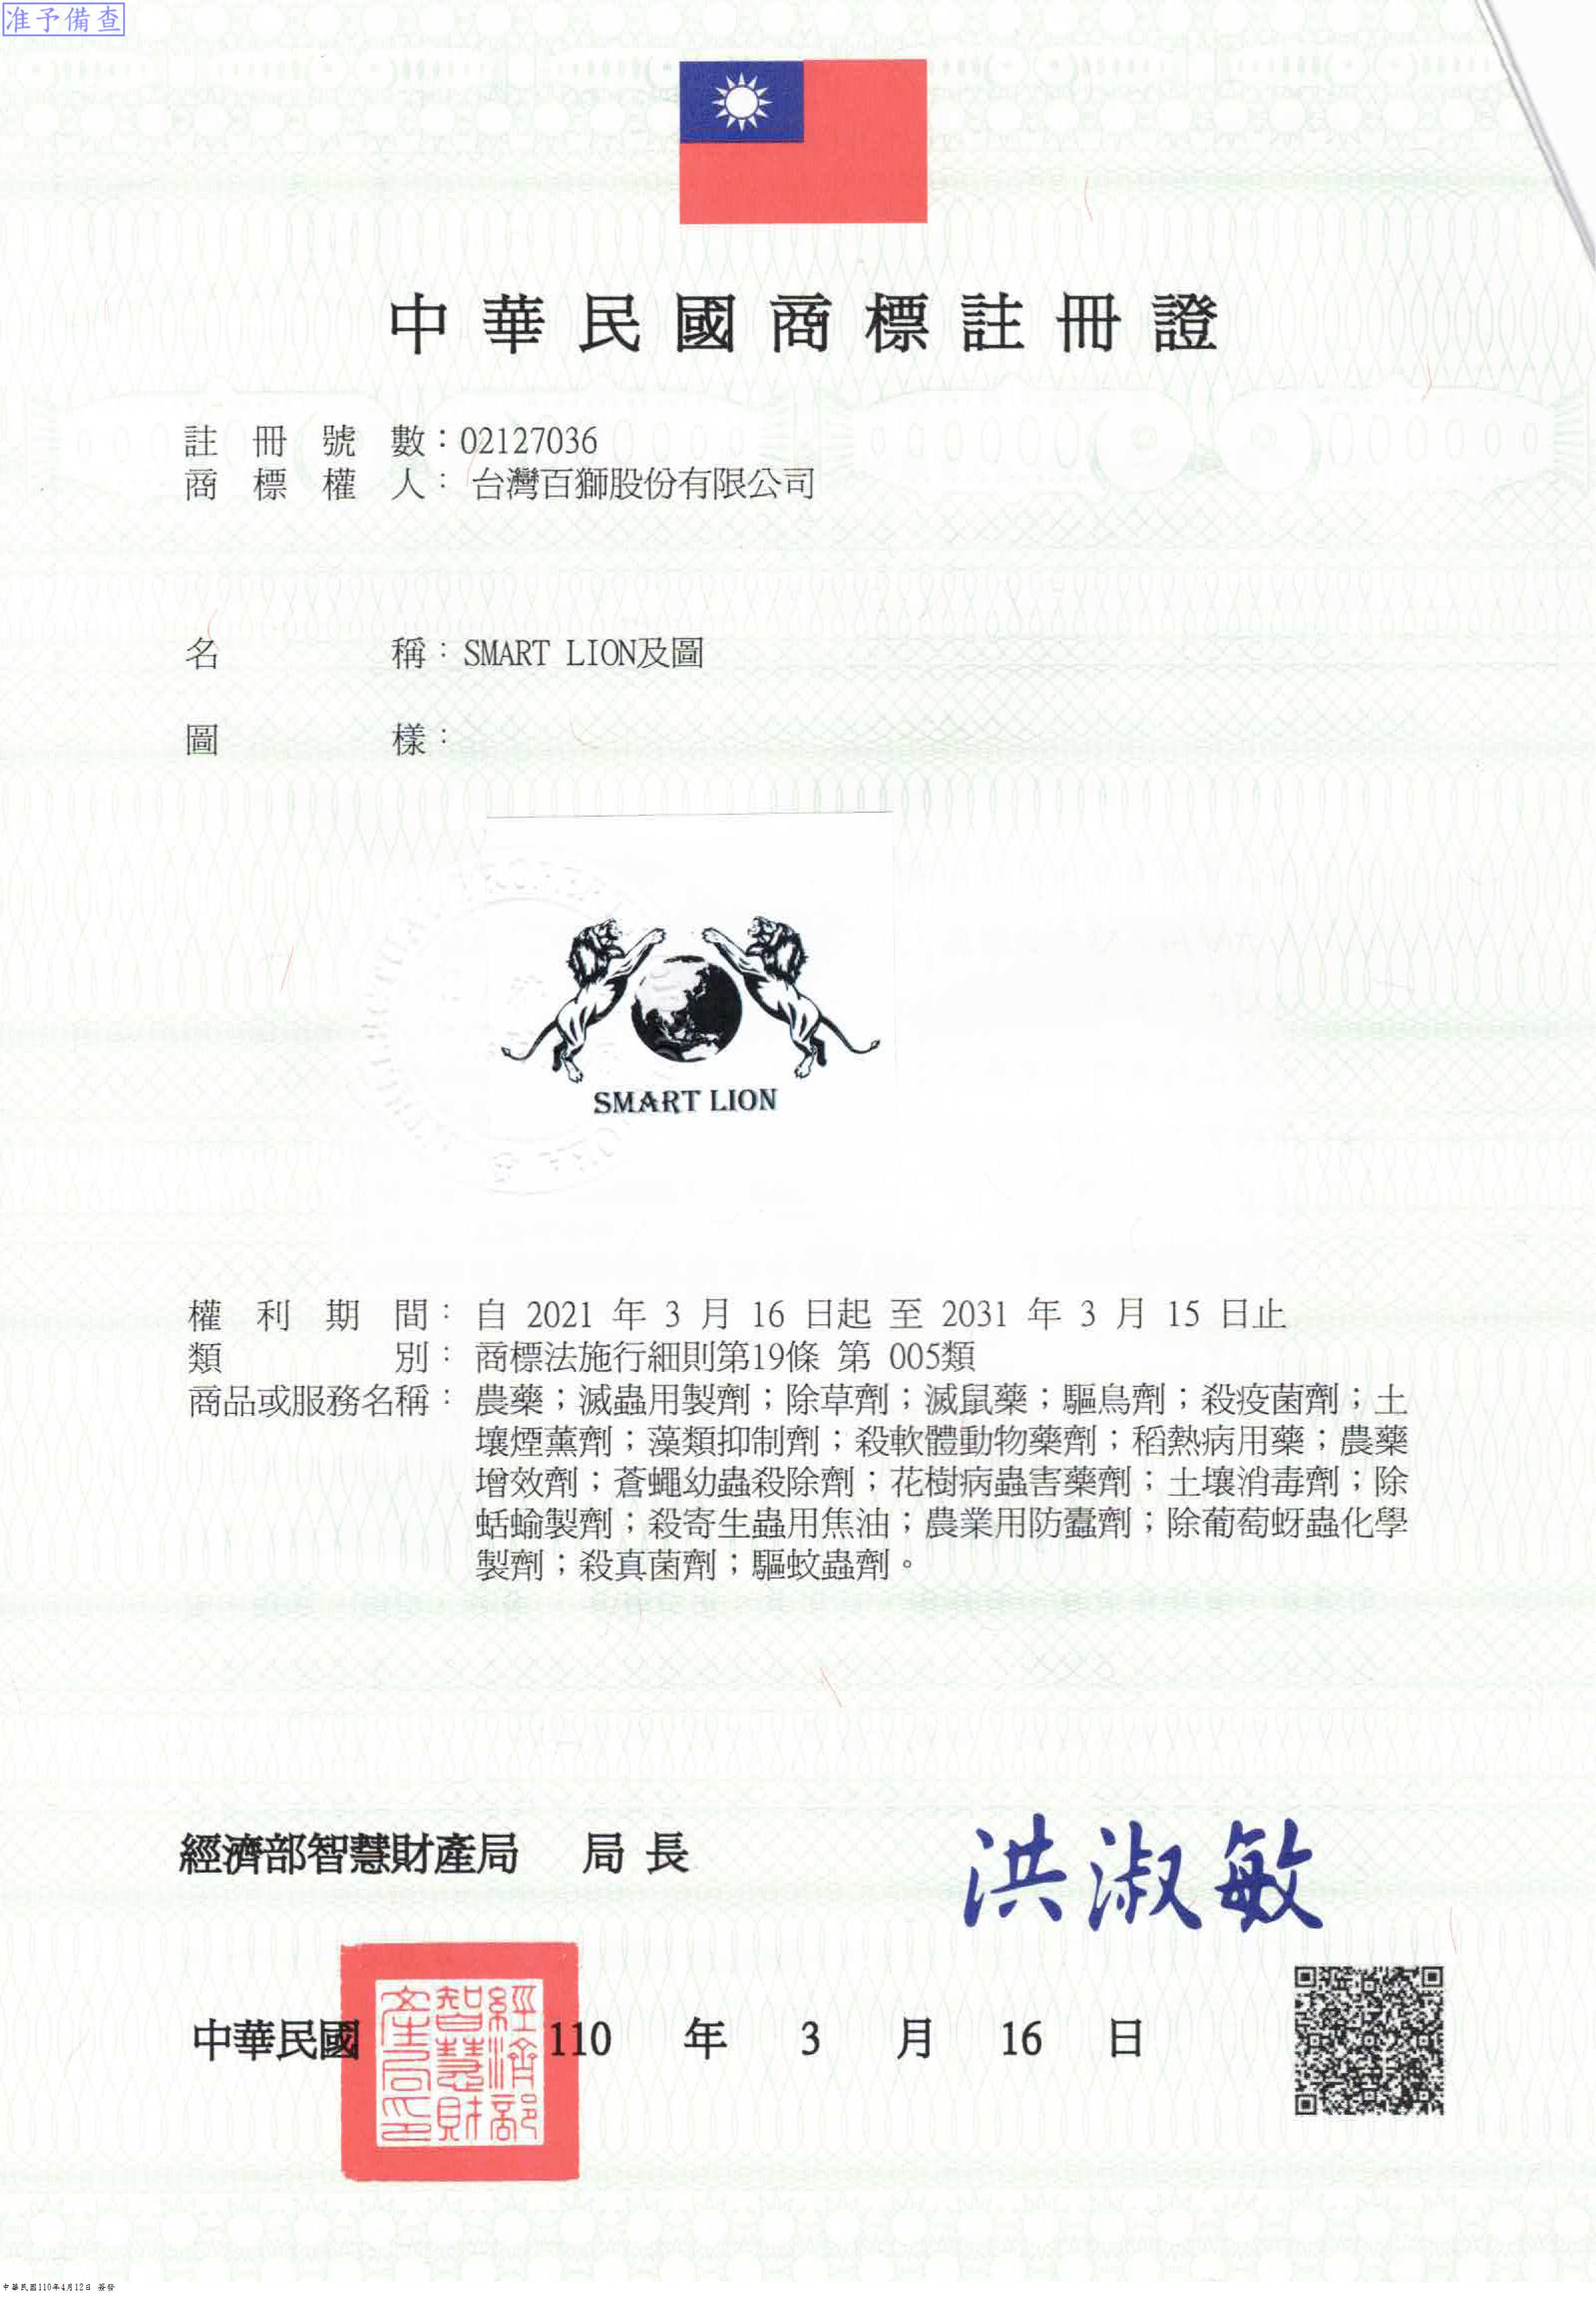 准予備查
中華民國商標註冊證
註冊號數：02127036
商標權人：台灣百獅股份有限公司
名稱：SMART LION及圖
圖樣：
SMART LION
權利期間：自 2021 年 3 月 16 日起 至 2031 年 3 月 15 日止
類別：商標法施行細則第19條 第 005類
商品或服務名稱：農藥；滅蟲用製劑；除草劑；滅鼠藥；驅鳥劑；殺疫菌劑；土
壤煙薰劑；藻類抑制劑；殺軟體動物藥劑；稻熱病用藥；農藥
增效劑；蒼蠅幼蟲殺除劑；花樹病蟲害藥劑；土壤消毒劑；除
蛞蝓製劑；殺寄生蟲用焦油；農業用防蠹劑；除葡萄蚜蟲化學
製劑；殺真菌劑；驅蚊蟲劑。
經濟部智慧財產局 局長 洪淑敏
中華民國 110 年 3 月 16 日
經濟部智慧財產局印
中華民國110年4月12日 簽發